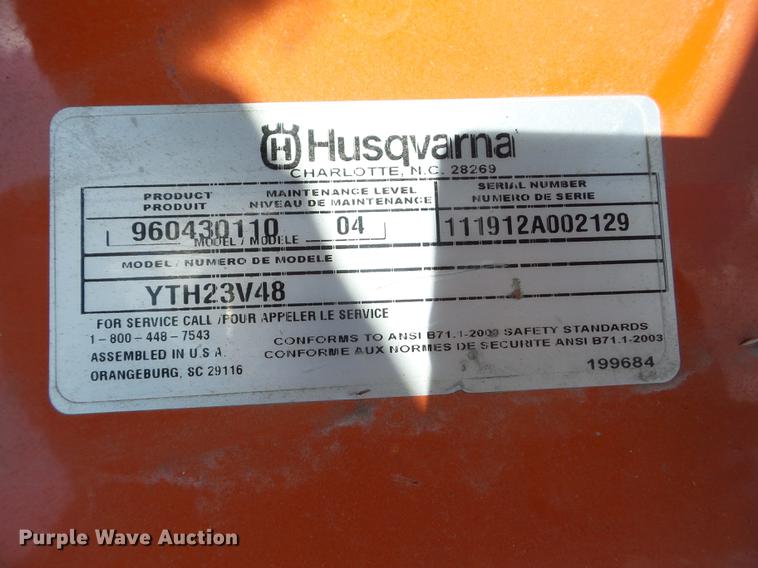 H Husqvarna
CHARLOTTE, N.C. 28269
PRODUCT MAINTENANCE LEVEL SERIAL NUMBER
PRODUIT NIVEAU DE MAINTENANCE NUMERO DE SERIE
960430110 04 111912A002129
MODEL / MODELE
MODEL / NUMERO DE MODELE
YTH23V48
FOR SERVICE CALL / POUR APPELER LE SERVICE
1-800-448-7543
CONFORMS TO ANSI B71.1-2003 SAFETY STANDARDS
ASSEMBLED IN U.S.A.
CONFORME AUX NORMES DE SECURITE ANSI B71.1-2003
ORANGEBURG, SC 29116
199684
Purple Wave Auction